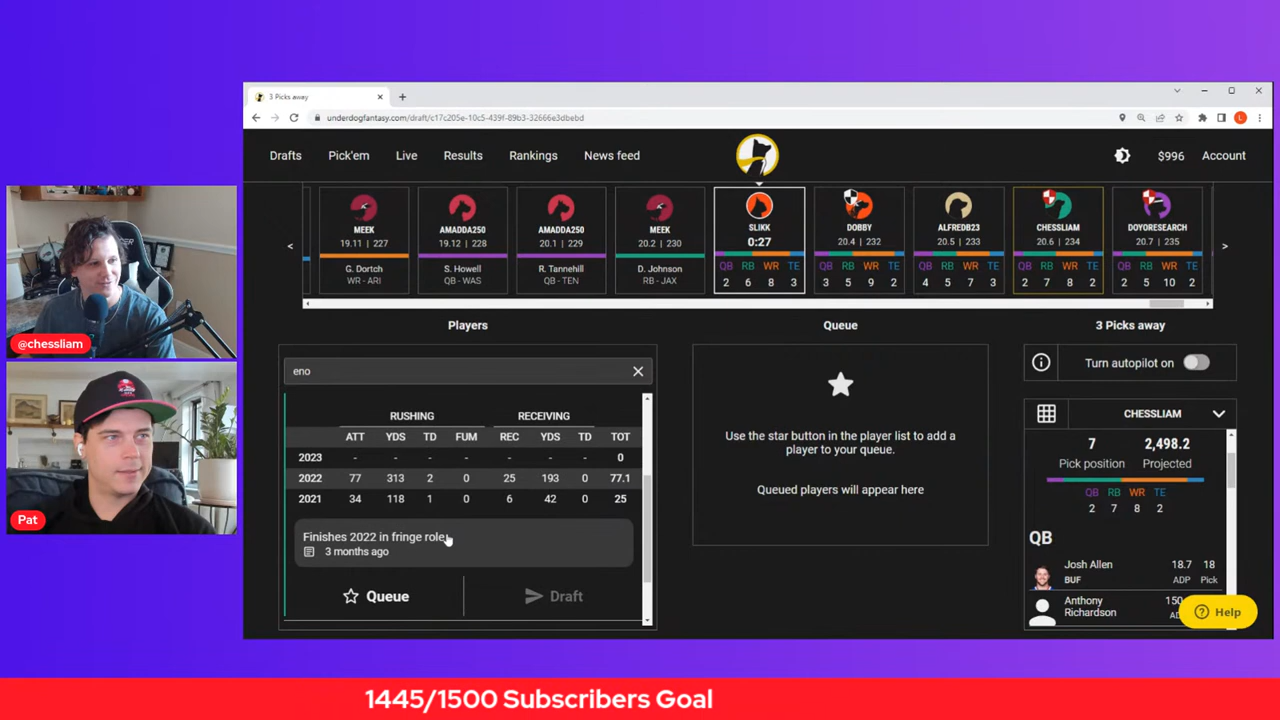 3 Picks away
underdogfantasy.com/draft/c17c205e-10c5-439f-89b3-32666e3dbebd
L
Drafts Pick'em Live Results Rankings News feed $996 Account
MEEK AMADDA250 AMADDA250 MEEK SLIKK DOBBY ALFREDB23 CHESSLIAM DOYORESEARCH
19.11 | 227 19.12 | 228 20.1 | 229 20.2 | 230 0:27 20.4 | 232 20.5 | 233 20.6 | 234 20.7 | 235
G. Dortch S. Howell R. Tannehill D. Johnson QB RB WR TE QB RB WR TE QB RB WR TE QB RB WR TE QB RB WR TE
WR - ARI QB - WAS QB - TEN RB - JAX 2 6 8 3 3 5 9 2 4 5 7 3 2 7 8 2 2 5 10 2
Players
eno
RUSHING RECEIVING
ATT YDS TD FUM REC YDS TD TOT
2023 - - - - - - - 0
2022 77 313 2 0 25 193 0 77.1
2021 34 118 1 0 6 42 0 25
Finishes 2022 in fringe role
3 months ago
Queue Draft
Queue
Use the star button in the player list to add a
player to your queue.
Queued players will appear here
3 Picks away
Turn autopilot on
CHESSLIAM
7 2,498.2
Pick position Projected
QB RB WR TE
2 7 8 2
QB
Josh Allen 18.7 18
BUF ADP Pick
Anthony 150.
Richardson
Help
@chessliam
Pat
1445/1500 Subscribers Goal